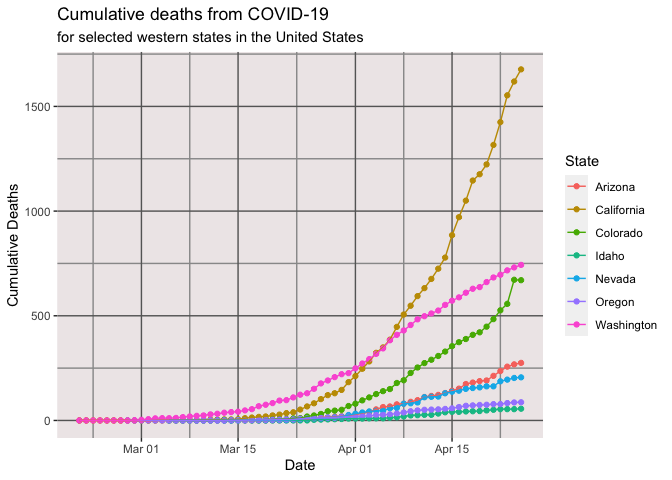 Cumulative deaths from COVID-19
for selected western states in the United States
Cumulative Deaths
1500
1000
500
0
Mar 01
Mar 15
Apr 01
Apr 15
Date
State
Arizona
California
Colorado
Idaho
Nevada
Oregon
Washington